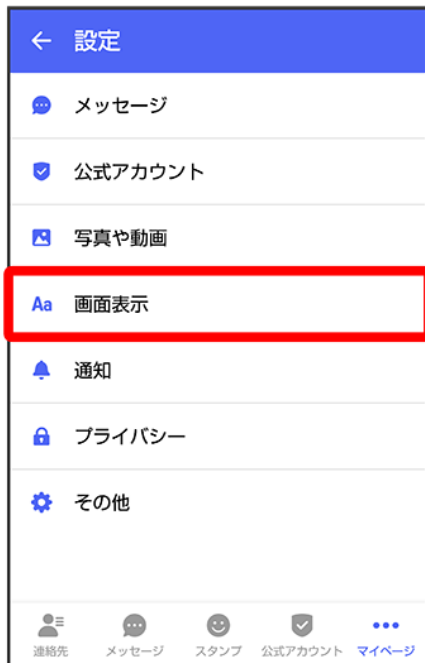 設定
メッセージ
公式アカウント
写真や動画
Aa 画面表示
通知
プライバシー
その他
連絡先 メッセージ スタンプ 公式アカウント マイページ